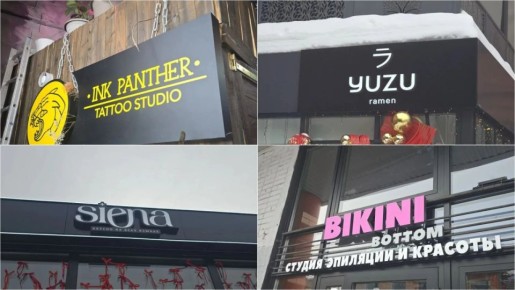 INK PANTHER
TATTOO STUDIO
ラ
yuzu
ramen
siena
BIKINI
BOTTOM
СТУДИЯ ЭПИЛЯЦИИ И КРАСОТЫ